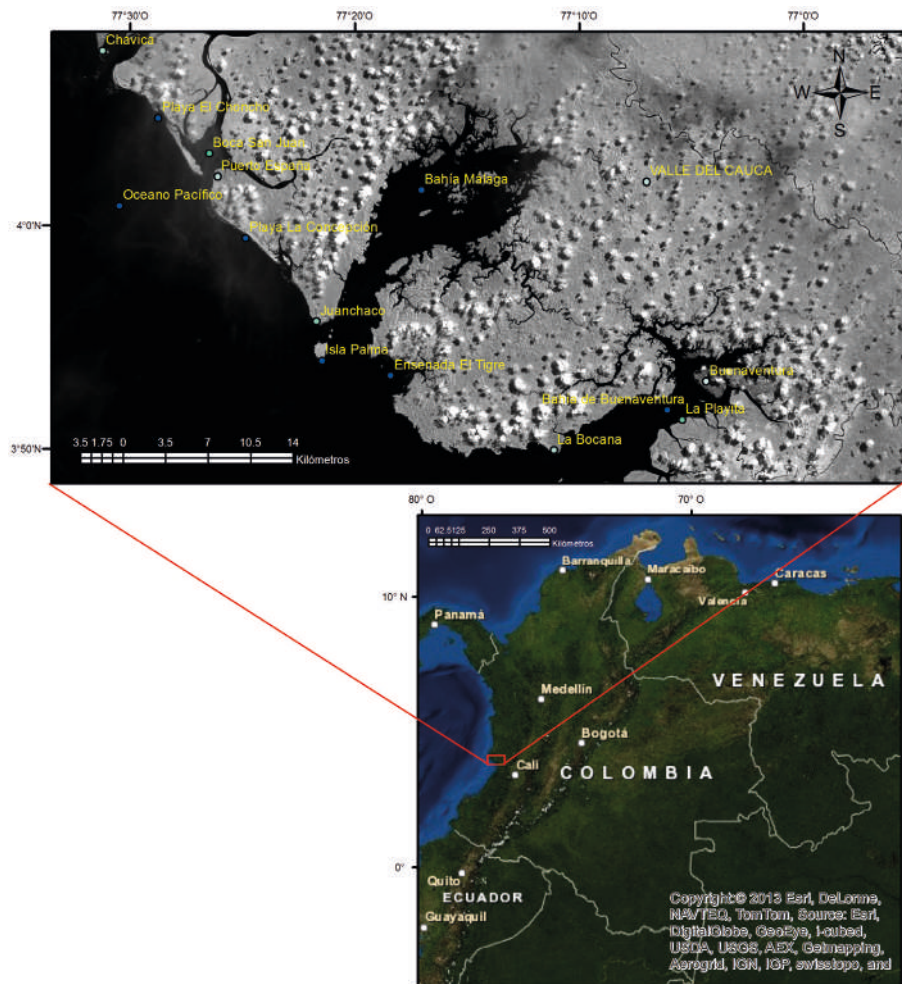 77°30'W 77°20'W 77°10'W 77°0'W
Chávica
N
W E
S
Playa El Choncho
Boca San Juan
Puerto España
Bahía Málaga
VALLE DEL CAUCA
Oceano Pacífico
4°0'N
Playa La Concepción
Juanchaco
Isla Palma
Ensenada El Tigre
Buenaventura
Bahía de Buenaventura
La Playita
La Bocana
3°50'N
3.5 1.75 0 3.5 7 10.5 14
Kilómetros
80° O 70° O
0 62.5125 250 375 500
Kilómetros
Barranquilla
Maracaibo
Caracas
Valencia
10° N
Panamá
VENEZUELA
Medellín
Bogotá
Cali
COLOMBIA
0°
Quito
ECUADOR
Guayaquil
Copyright:© 2013 Esri, DeLorme,
NAVTEQ, TomTom, Source: Esri,
DigitalGlobe, GeoEye, i-cubed,
USDA, USGS, AEX, Getmapping,
Aerogrid, IGN, IGP, swisstopo, and